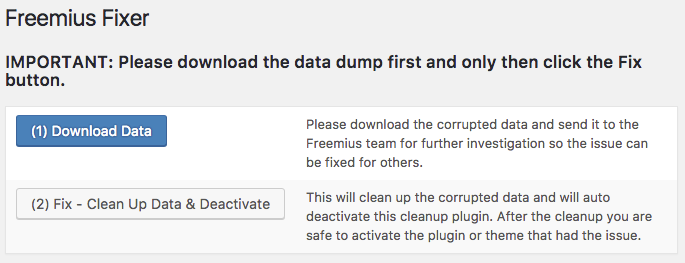 Freemius Fixer
IMPORTANT: Please download the data dump first and only then click the Fix
button.
(1) Download Data
Please download the corrupted data and send it to the
Freemius team for further investigation so the issue can
be fixed for others.
(2) Fix - Clean Up Data & Deactivate
This will clean up the corrupted data and will auto
deactivate this cleanup plugin. After the cleanup you are
safe to activate the plugin or theme that had the issue.